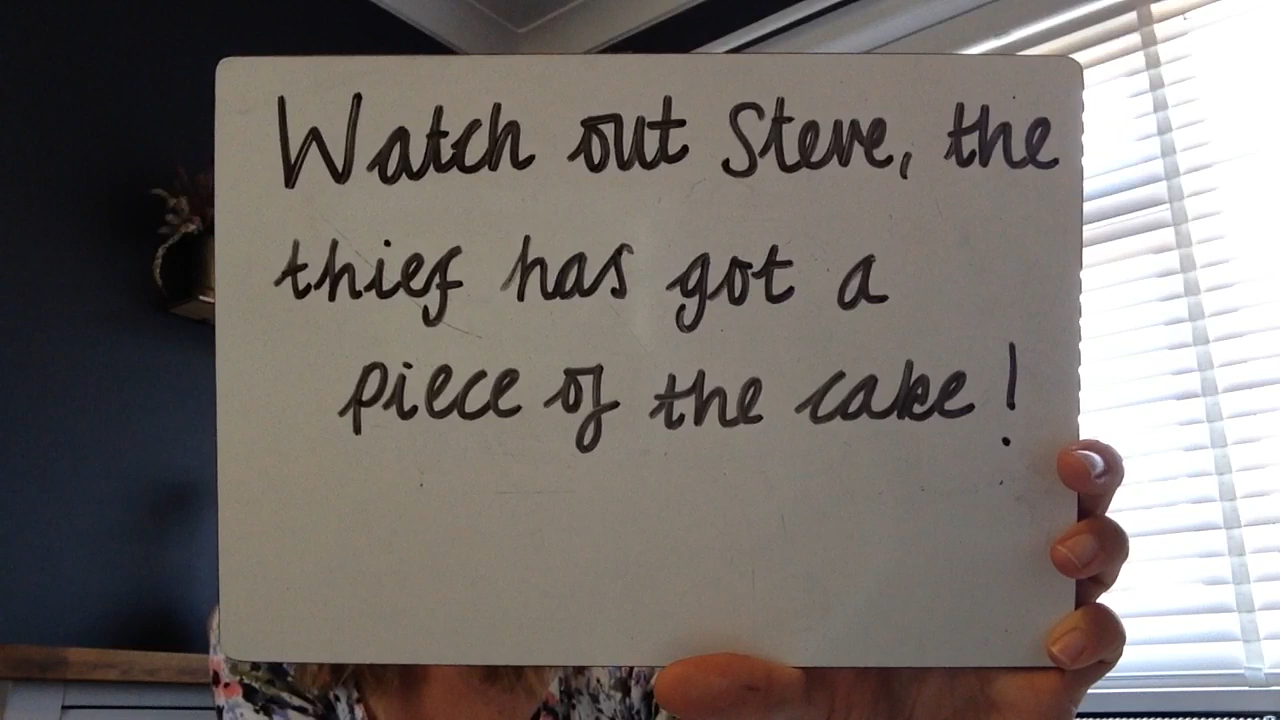 Watch out Steve, the
thief has got a
piece of the cake!